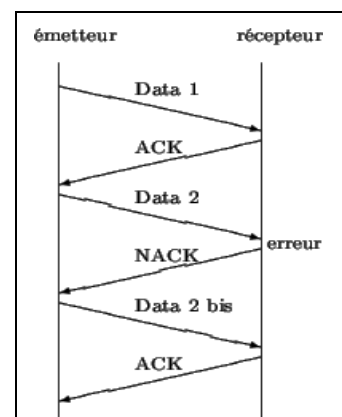 émetteur récepteur
Data 1
ACK
Data 2
erreur
NACK
Data 2 bis
ACK